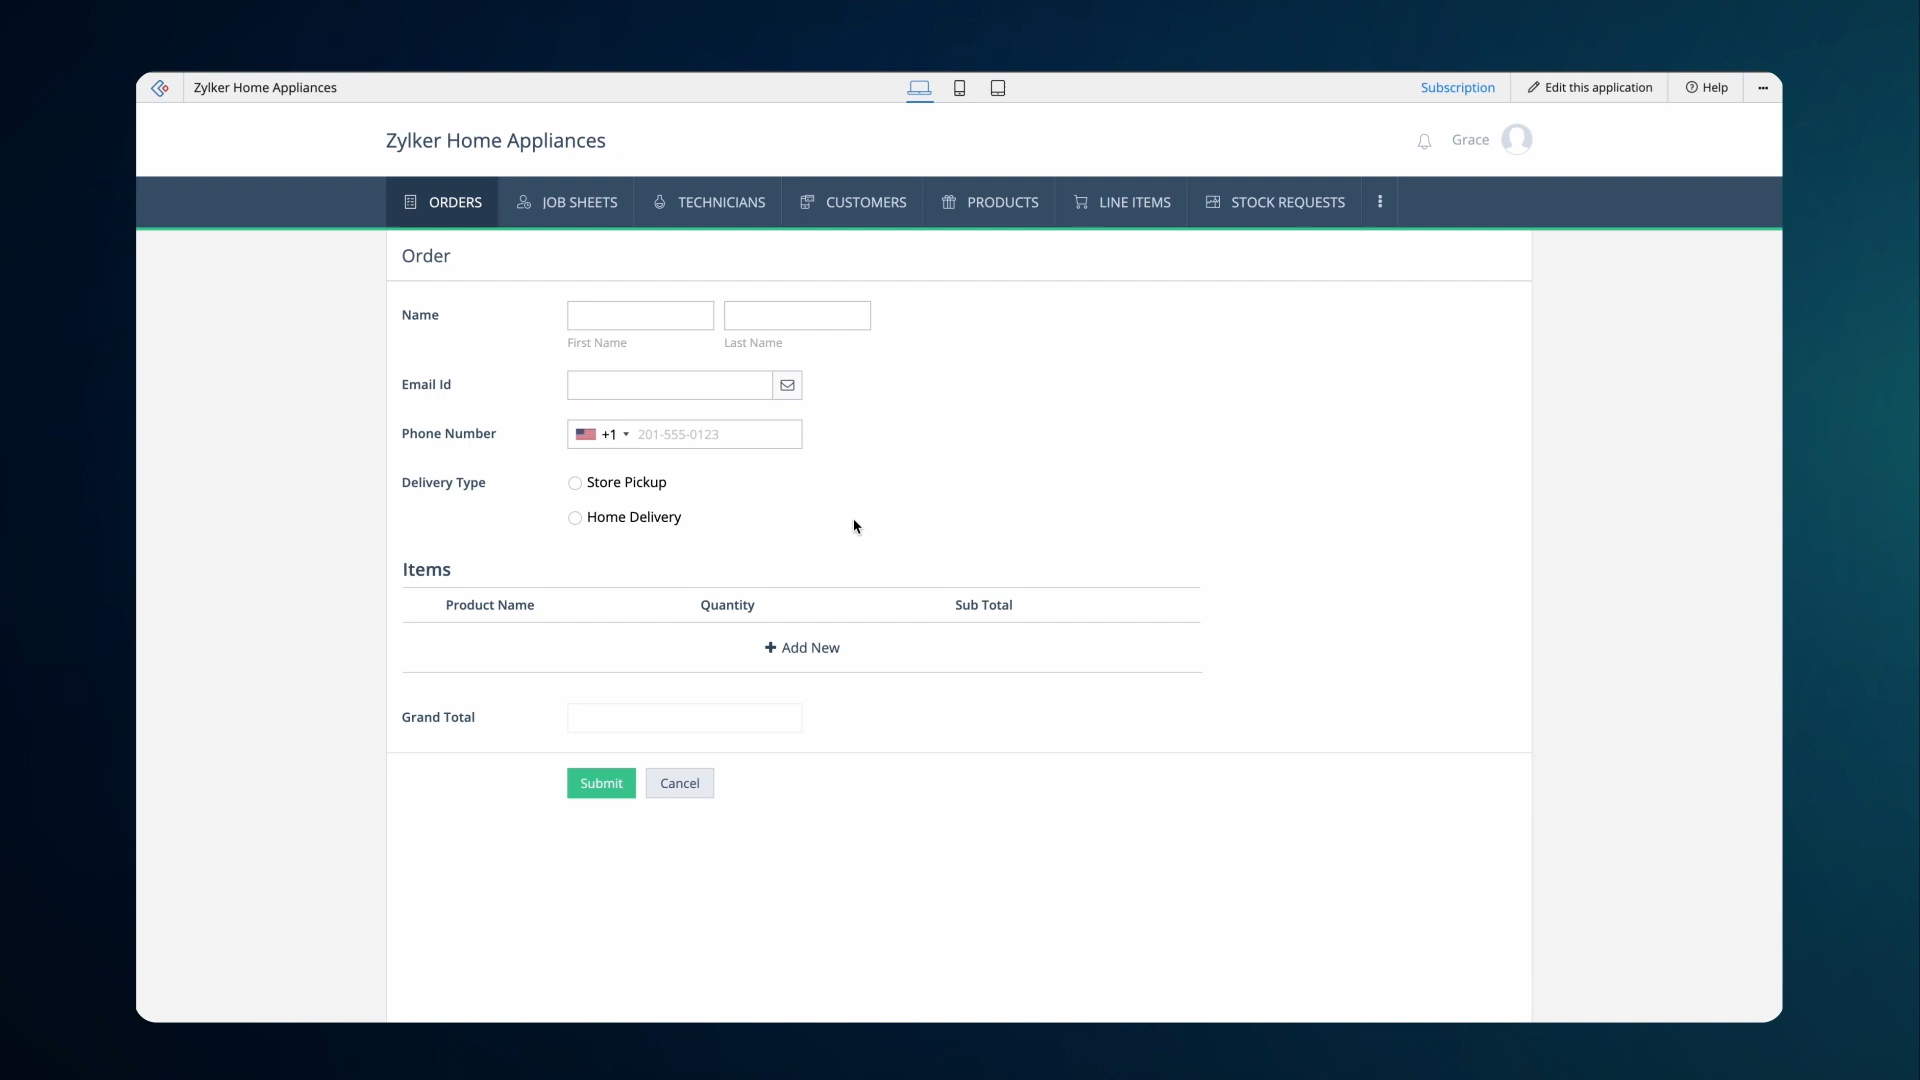 Zylker Home Appliances
Subscription
Edit this application
Help
Zylker Home Appliances
Grace
ORDERS
JOB SHEETS
TECHNICIANS
CUSTOMERS
PRODUCTS
LINE ITEMS
STOCK REQUESTS
Order
Name
First Name
Last Name
Email Id
Phone Number
+1
201-555-0123
Delivery Type
Store Pickup
Home Delivery
Items
Product Name
Quantity
Sub Total
+ Add New
Grand Total
Submit
Cancel